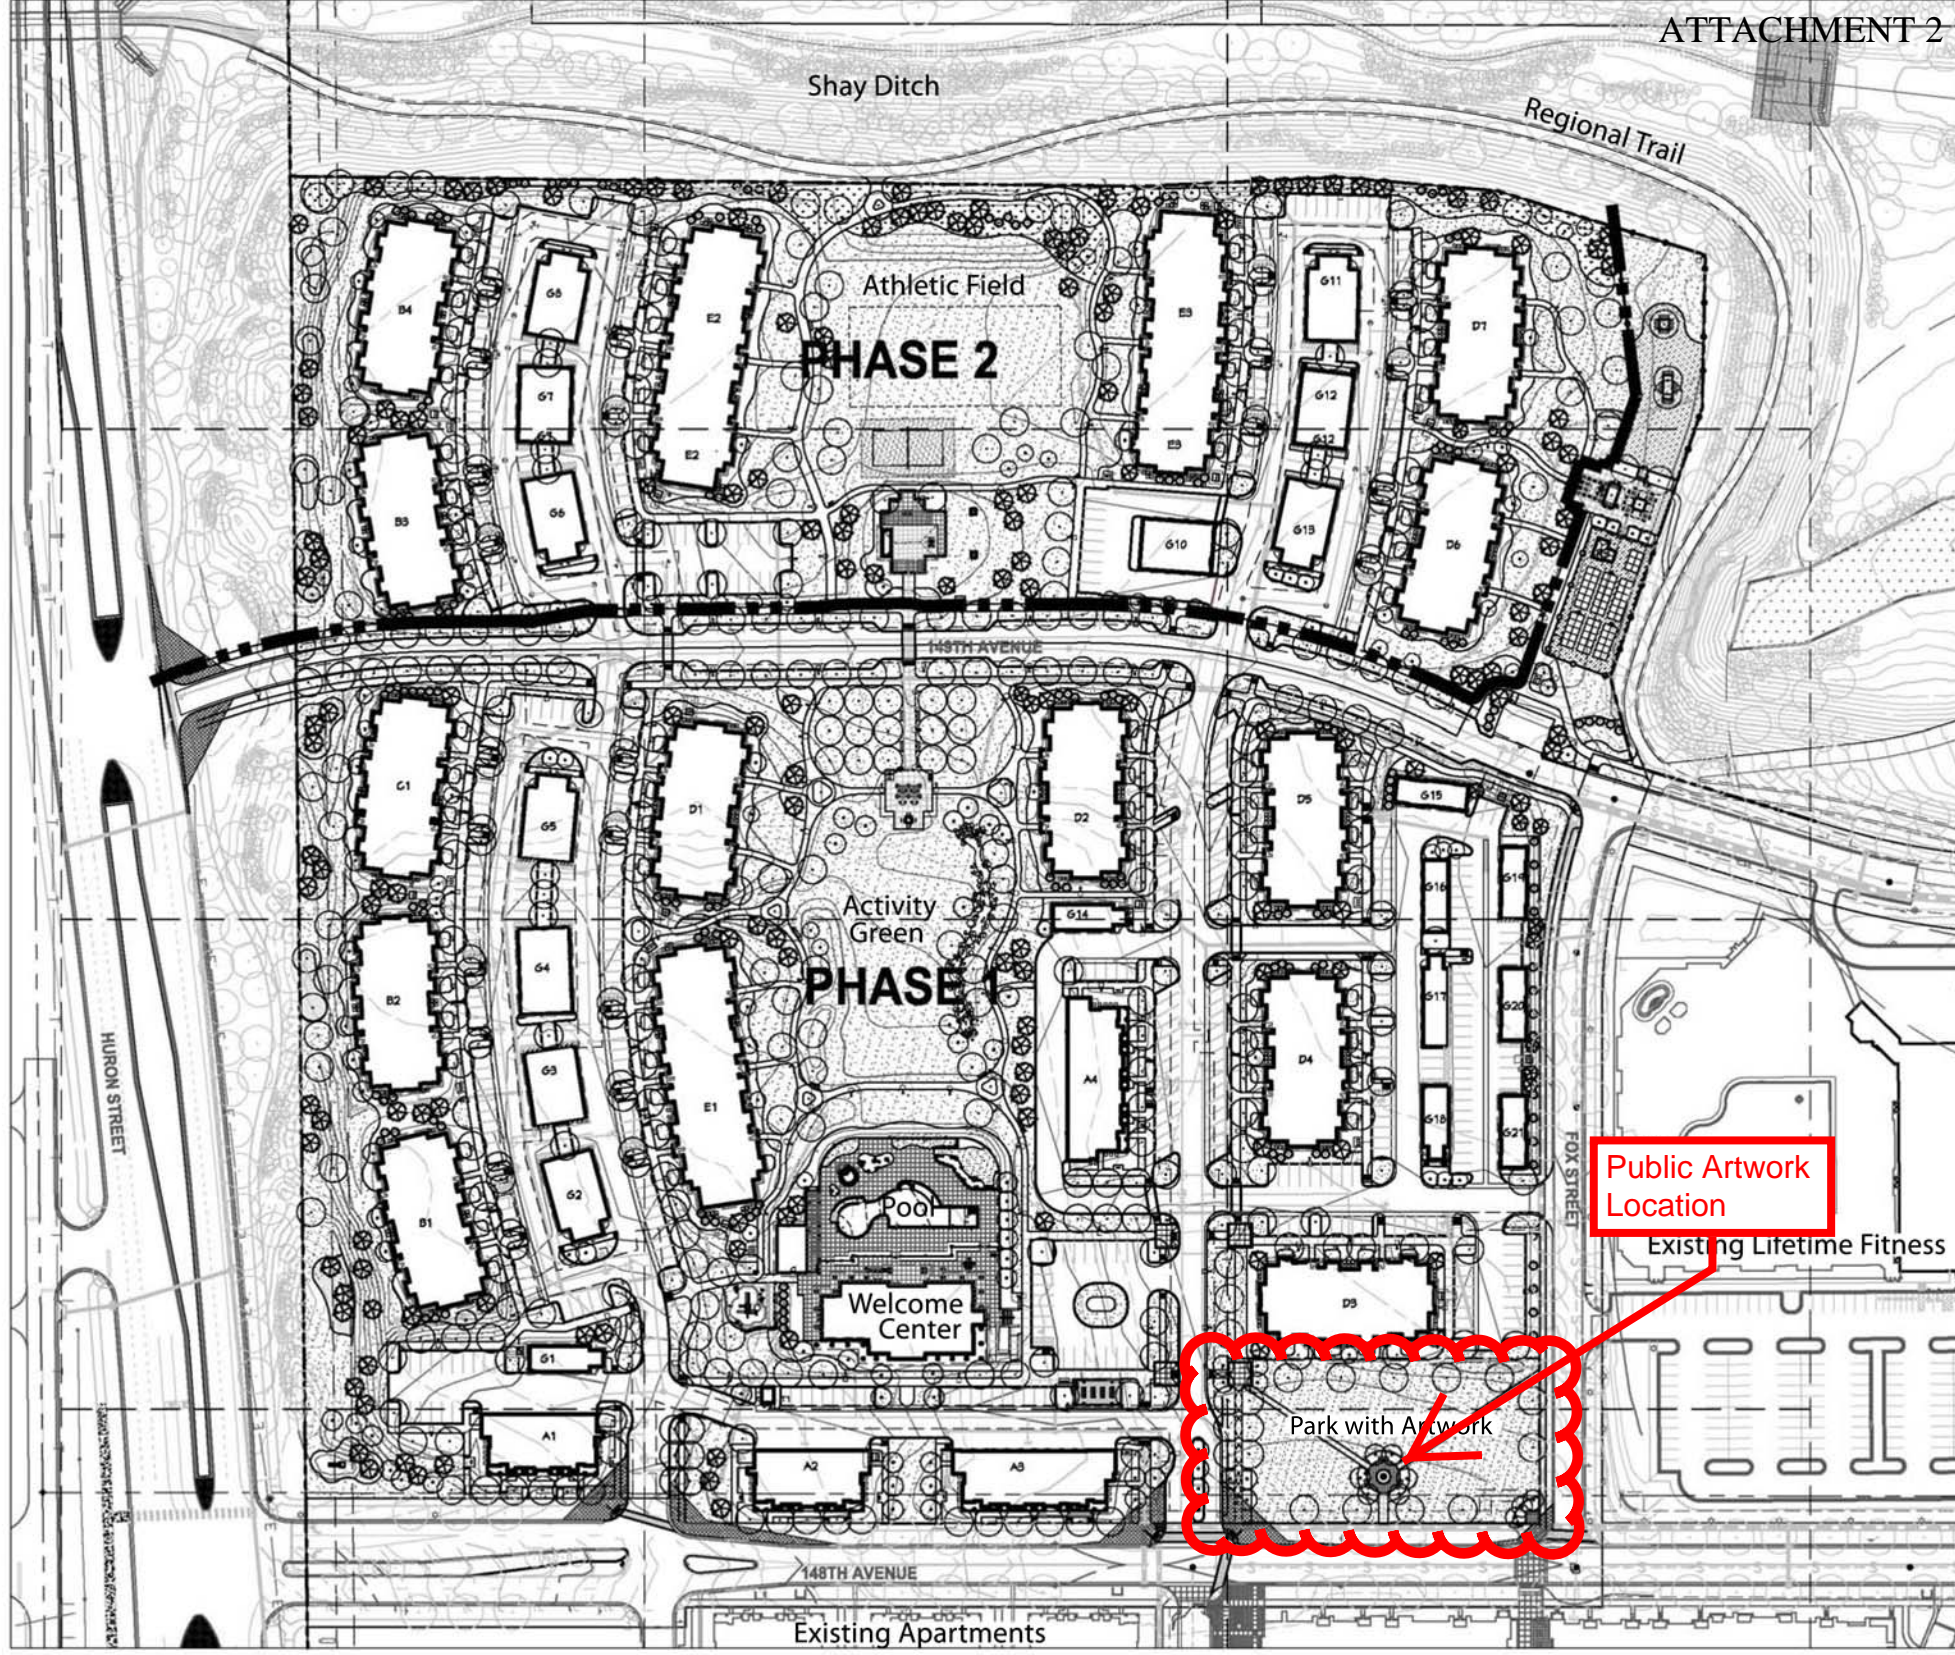 ATTACHMENT 2
Shay Ditch
Regional Trail
Athletic Field
PHASE 2
B4
G8
E2
E3
G11
D7
G7
G12
G12
E2
E3
B3
G6
G10
G13
D6
149TH AVENUE
C1
G5
D1
D2
D5
G15
G16
G19
Activity
Green
G14
PHASE 1
B2
G4
G17
G20
HURON STREET
G3
E1
A4
D4
G18
G21
FOX STREET
Public Artwork
Location
B1
G2
Pool
Existing Lifetime Fitness
Welcome
Center
D3
G1
A1
A2
A3
Park with Artwork
148TH AVENUE
Existing Apartments